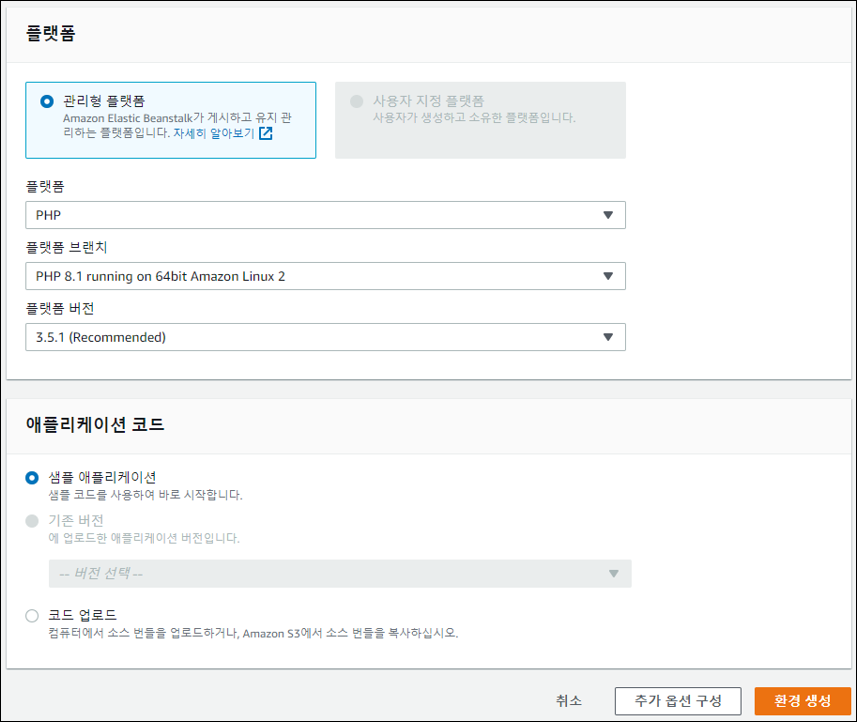 플랫폼
관리형 플랫폼
Amazon Elastic Beanstalk가 게시하고 유지 관
리하는 플랫폼입니다. 자세히 알아보기
사용자 지정 플랫폼
사용자가 생성하고 소유한 플랫폼입니다.
플랫폼
PHP
플랫폼 브랜치
PHP 8.1 running on 64bit Amazon Linux 2
플랫폼 버전
3.5.1 (Recommended)
애플리케이션 코드
샘플 애플리케이션
샘플 코드를 사용하여 바로 시작합니다.
기존 버전
에 업로드한 애플리케이션 버전입니다.
-- 버전 선택 --
코드 업로드
컴퓨터에서 소스 번들을 업로드하거나, Amazon S3에서 소스 번들을 복사하십시오.
취소
추가 옵션 구성
환경 생성